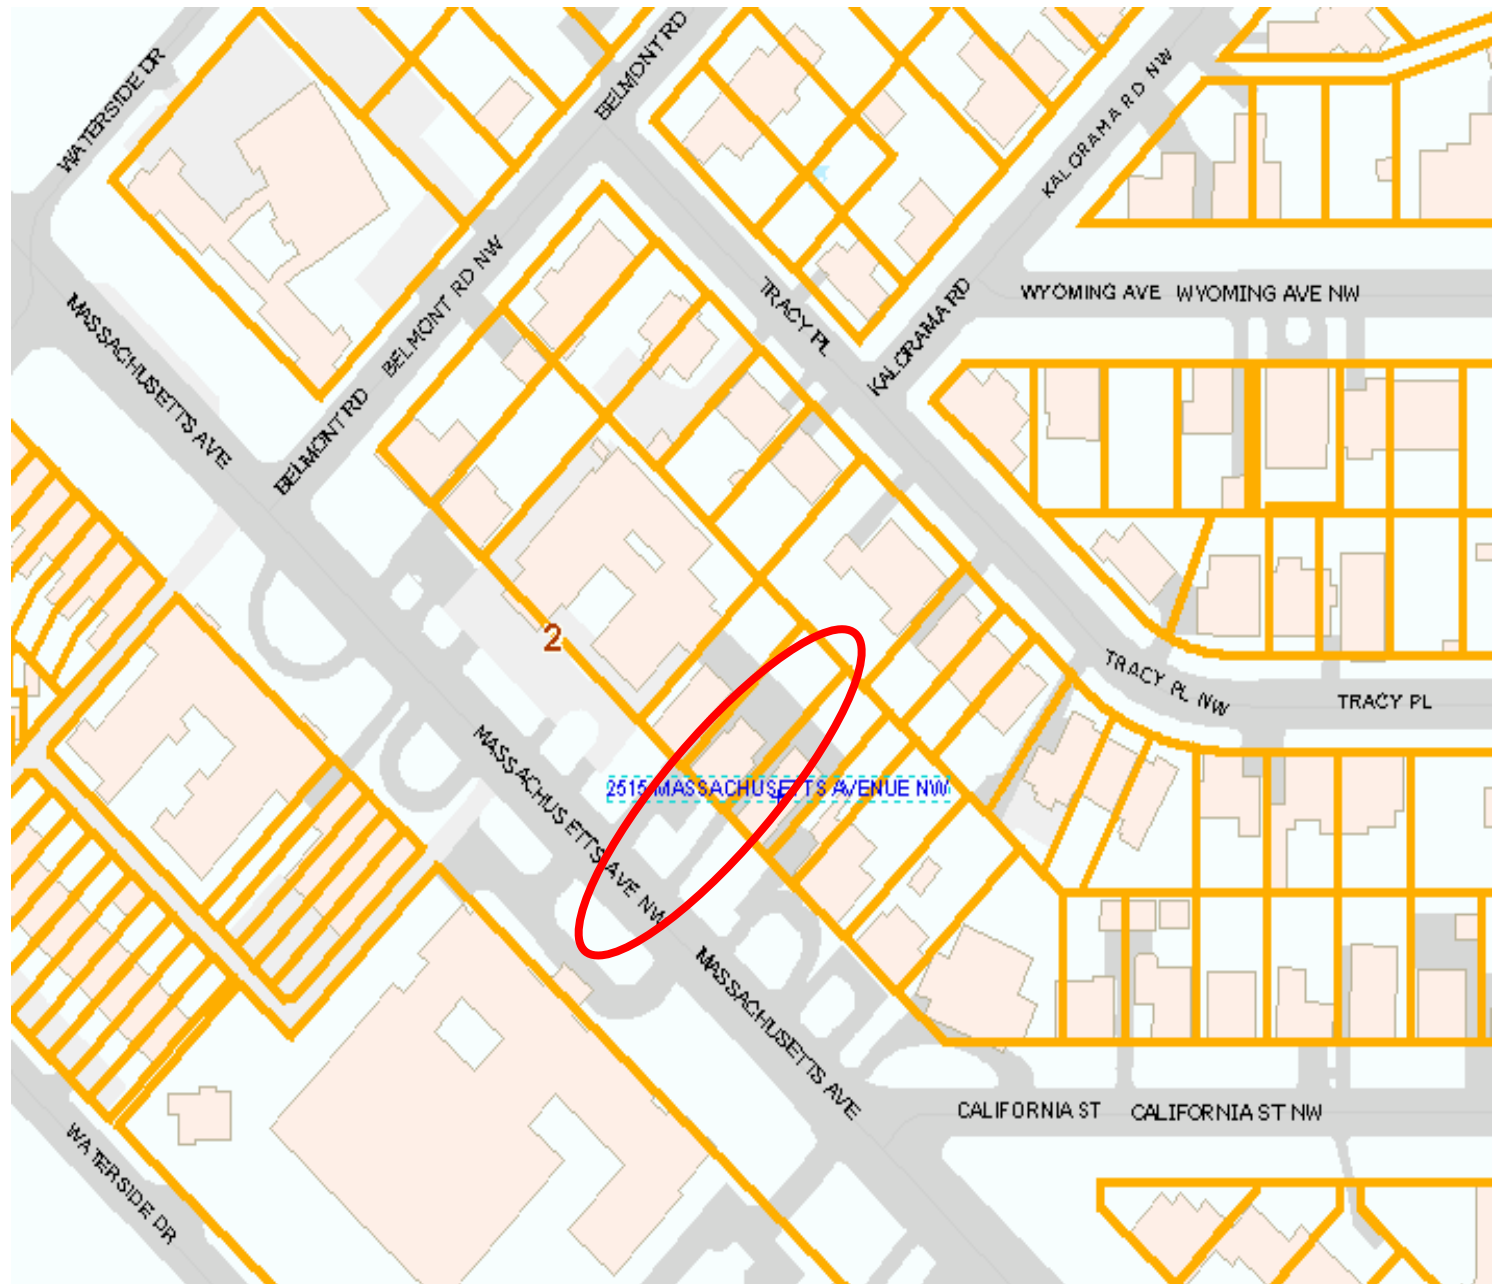 WATERSIDE DR
BELMONT RD
KALORAMA RD NW
BELMONT RD NW
TRACY PL
KALORAMA RD
WYOMING AVE
WYOMING AVE NW
MASSACHUSETTS AVE
BELMONT RD
2
TRACY PL NW
TRACY PL
MASSACHUSETTS AVE NW
2515 MASSACHUSETTS AVENUE NW
MASSACHUSETTS AVE
CALIFORNIA ST
CALIFORNIA ST NW
WATERSIDE DR